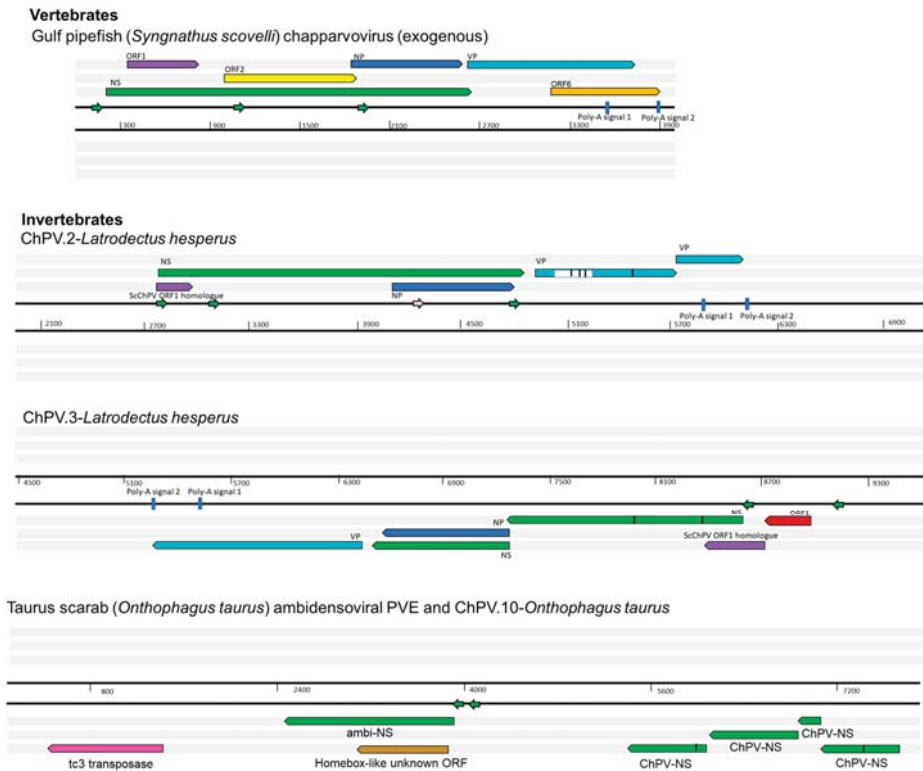 Vertebrates
Gulf pipefish (Syngnathus scovelli) chapparvovirus (exogenous)
ORF1
NP
VP
ORF2
NS
ORF6
Poly-A signal 1
Poly-A signal 2
300
900
1500
2100
2700
3300
3900
Invertebrates
ChPV.2-Latrodectus hesperus
VP
NS
VP
ScChPV ORF1 homologue
NP
Poly-A signal 1
Poly-A signal 2
2100
2700
3300
3900
4500
5100
5700
6300
6900
ChPV.3-Latrodectus hesperus
4500
5100
5700
6300
6900
7500
8100
8700
9300
Poly-A signal 2
Poly-A signal 1
NS
NP
ScChPV ORF1 homologue
VP
NS
Taurus scarab (Onthophagus taurus) ambidensoviral PVE and ChPV.10-Onthophagus taurus
800
2400
4000
5600
7200
ambi-NS
ChPV-NS
ChPV-NS
tc3 transposase
Homebox-like unknown ORF
ChPV-NS
ChPV-NS